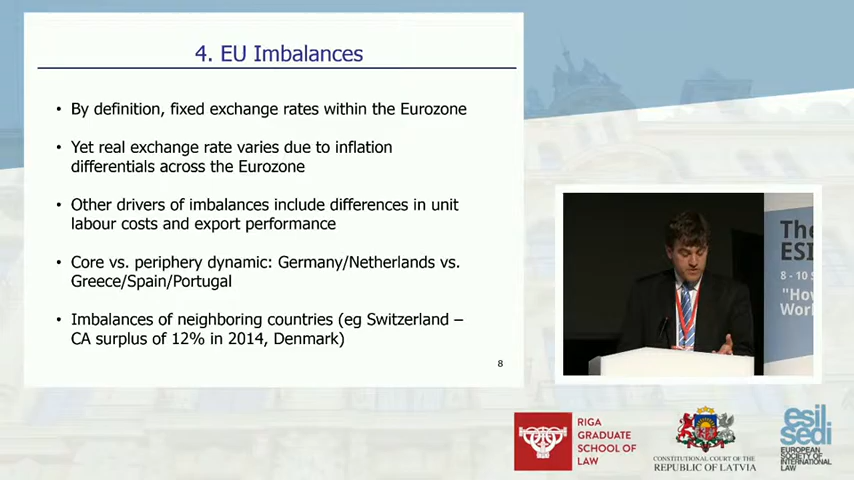 4. EU Imbalances
• By definition, fixed exchange rates within the Eurozone
• Yet real exchange rate varies due to inflation
differentials across the Eurozone
• Other drivers of imbalances include differences in unit
labour costs and export performance
• Core vs. periphery dynamic: Germany/Netherlands vs.
Greece/Spain/Portugal
• Imbalances of neighboring countries (eg Switzerland –
CA surplus of 12% in 2014, Denmark)
8
The
ESI
8 - 10 S
"How
Worl
RIGA
GRADUATE
SCHOOL OF
LAW
CONSTITUTIONAL COURT OF THE
REPUBLIC OF LATVIA
esil
sedi
EUROPEAN
SOCIETY OF
INTERNATIONAL
LAW